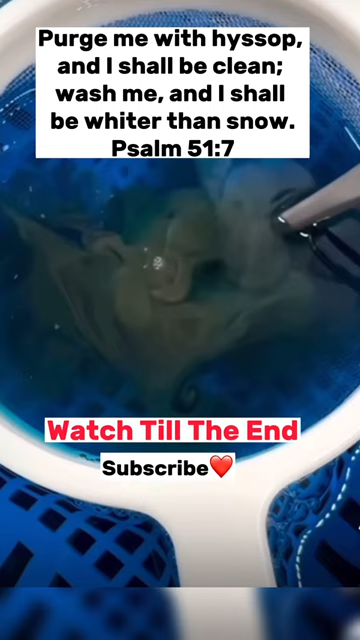 Purge me with hyssop,
and I shall be clean;
wash me, and I shall
be whiter than snow.
Psalm 51:7
Watch Till The End
Subscribe❤️